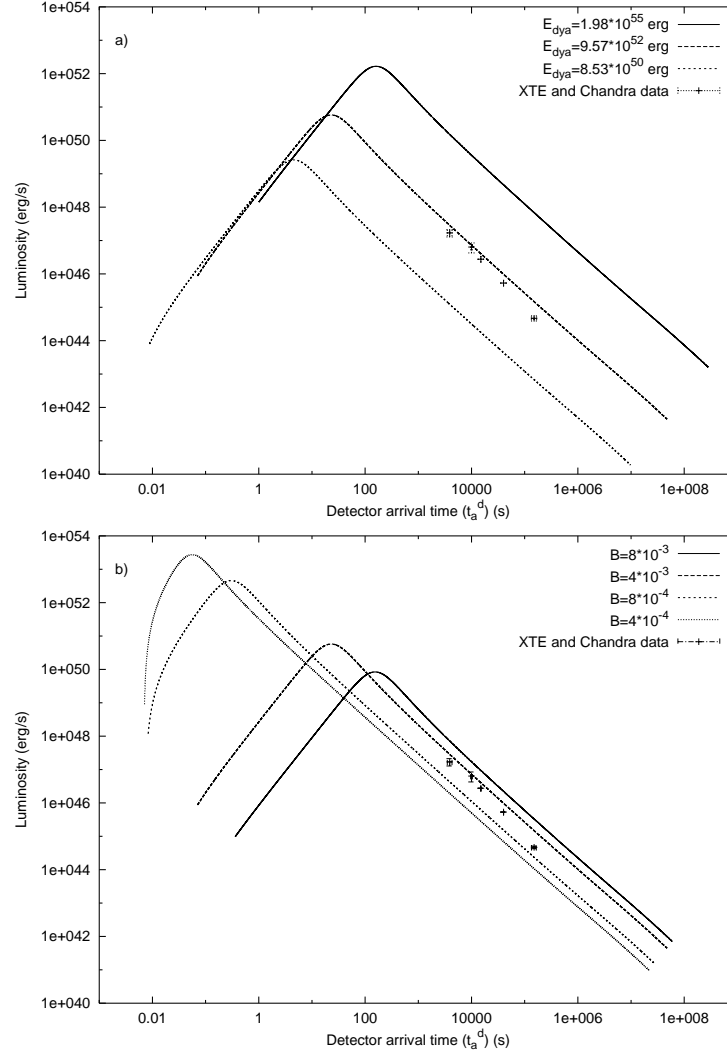 a)
E_dya=1.98*10^55 erg
E_dya=9.57*10^52 erg
E_dya=8.53*10^50 erg
XTE and Chandra data
1e+054
1e+052
1e+050
1e+048
1e+046
1e+044
1e+042
1e+040
Luminosity (erg/s)
0.01 1 100 10000 1e+006 1e+008
Detector arrival time (t_a^d) (s)
b)
B=8*10^-3
B=4*10^-3
B=8*10^-4
B=4*10^-4
XTE and Chandra data
1e+054
1e+052
1e+050
1e+048
1e+046
1e+044
1e+042
1e+040
Luminosity (erg/s)
0.01 1 100 10000 1e+006 1e+008
Detector arrival time (t_a^d) (s)